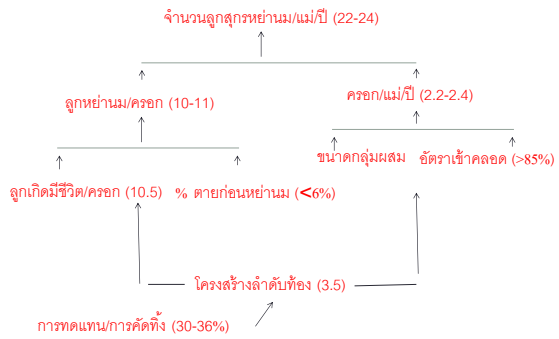 จำนวนลูกสุกรหย่านม/แม่/ปี (22-24)
ลูกหย่านม/ครอก (10-11)
ครอก/แม่/ปี (2.2-2.4)
ขนาดกลุ่มผสม
อัตราเข้าคลอด (>85%)
ลูกเกิดมีชีวิต/ครอก (10.5)
% ตายก่อนหย่านม (<6%)
โครงสร้างลำดับท้อง (3.5)
การทดแทน/การคัดทิ้ง (30-36%)